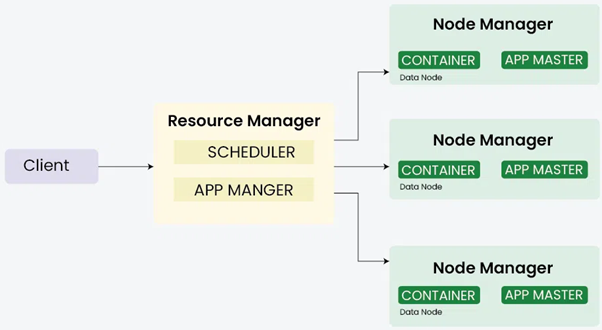 Client
Resource Manager
SCHEDULER
APP MANGER
Node Manager
CONTAINER APP MASTER
Data Node
Node Manager
CONTAINER APP MASTER
Data Node
Node Manager
CONTAINER APP MASTER
Data Node